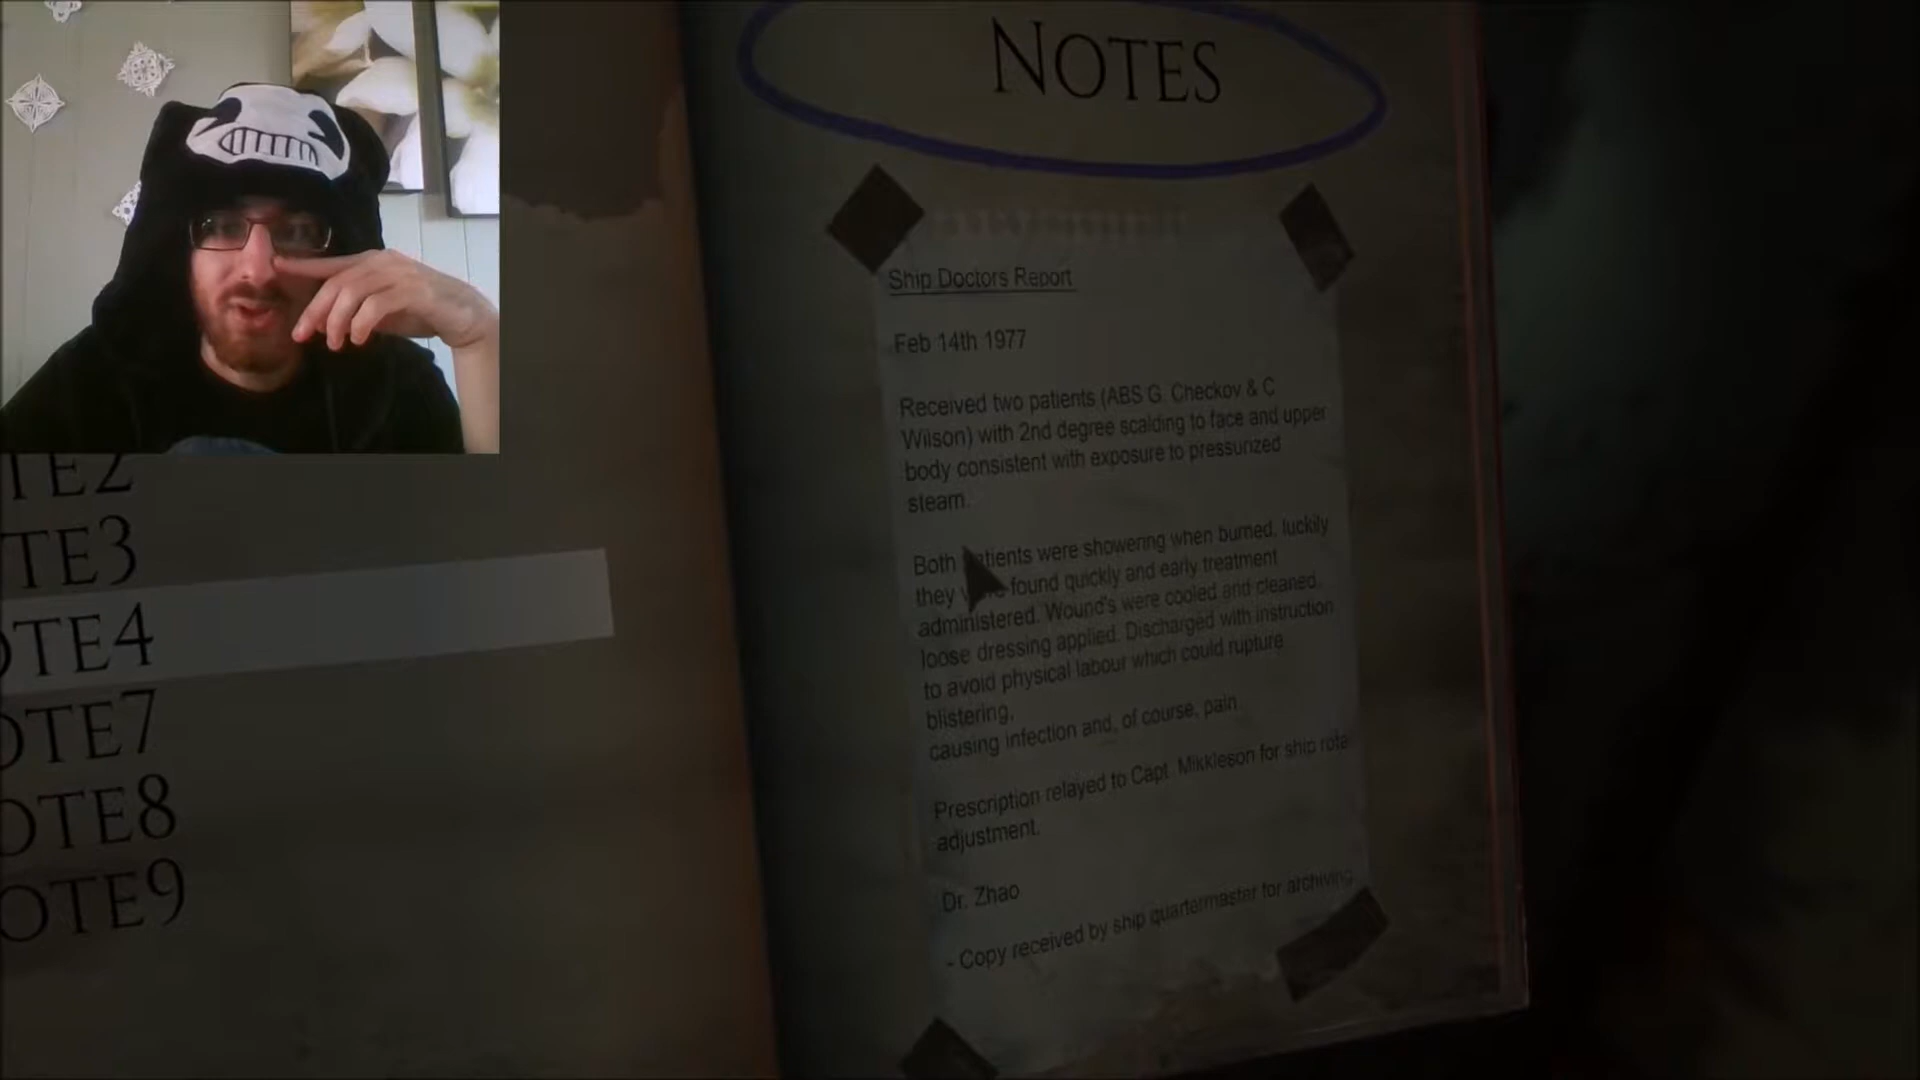 NOTES
Ship Doctors Report
Feb 14th 1977
Received two patients (ABS G. Checkov & C
Wilson) with 2nd degree scalding to face and upper
body consistent with exposure to pressurized
steam.
Both patients were showering when burned, luckily
they were found quickly and early treatment
administered. Wound's were cooled and cleaned,
loose dressing applied. Discharged with instruction
to avoid physical labour which could rupture
blistering,
causing infection and, of course, pain.
Prescription relayed to Capt. Mikkleson for ship rota
adjustment.
Dr. Zhao
- Copy received by ship quartermaster for archiving.
TE2
TE3
OTE4
OTE7
OTE8
OTE9